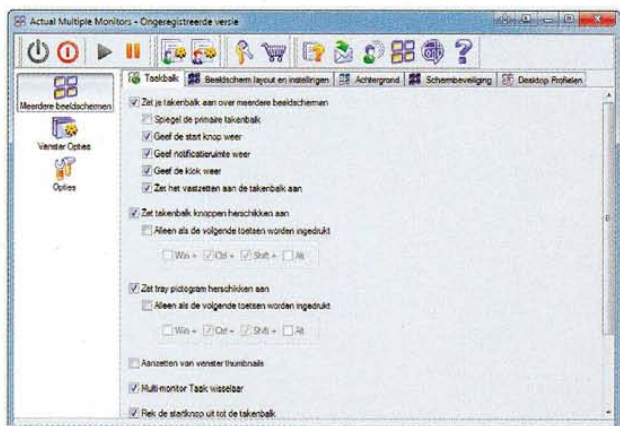 Actual Multiple Monitors - Ongeregistreerde versie
Taakbalk
Beeldscherm layout en instellingen
Achtergrond
Schermbeveiliging
Desktop Profielen
Meerdere beeldschermen
Venster Opties
Opties
Zet je takenbalk aan over meerdere beeldschermen
Spiegel de primaire takenbalk
Geef de start knop weer
Geef notificatieruimte weer
Geef de klok weer
Zet het vastzetten aan de takenbalk aan
Zet takenbalk knoppen herschikken aan
Alleen als de volgende toetsen worden ingedrukt
Win + Ctrl + Shift + Alt
Zet tray pictogram herschikken aan
Alleen als de volgende toetsen worden ingedrukt
Win + Ctrl + Shift + Alt
Aanzetten van venster thumbnails
Multi-monitor Taak wisselaar
Rek de startknop uit tot de takenbalk